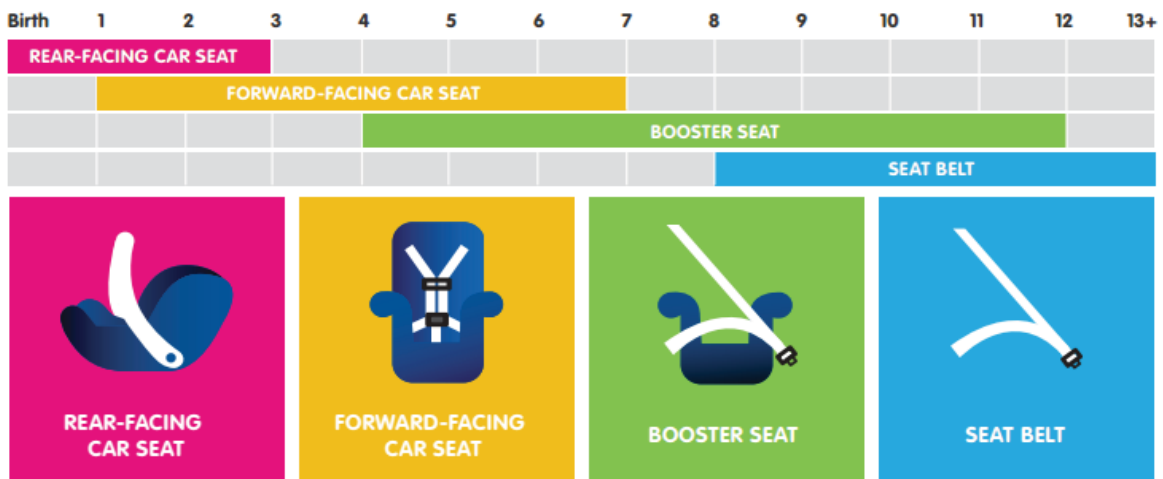 Birth 1 2 3 4 5 6 7 8 9 10 11 12 13+
REAR-FACING CAR SEAT
FORWARD-FACING CAR SEAT
BOOSTER SEAT
SEAT BELT
REAR-FACING
CAR SEAT
FORWARD-FACING
CAR SEAT
BOOSTER SEAT
SEAT BELT